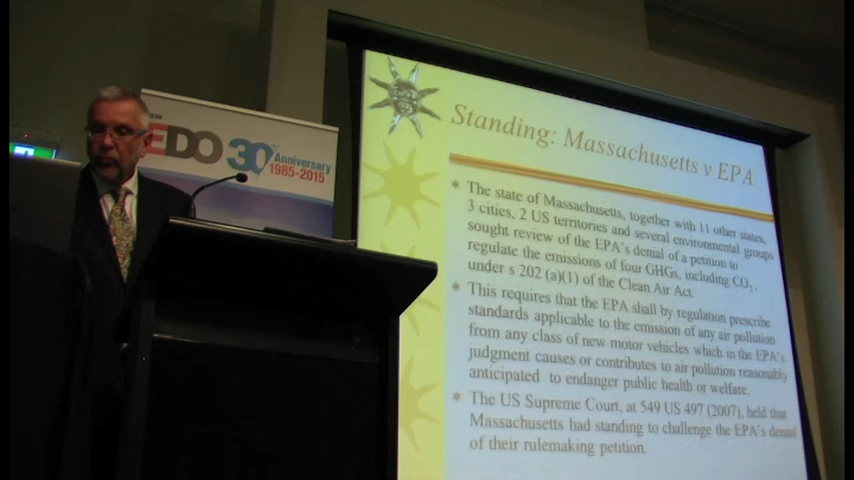 NSW
EDO 30th
Anniversary
1985-2015
Standing: Massachusetts v EPA
The state of Massachusetts, together with 11 other states,
3 cities, 2 US territories and several environmental groups
sought review of the EPA's denial of a petition to
regulate the emissions of four GHGs, including CO2-
under s 202 (a)(1) of the Clean Air Act.
This requires that the EPA shall by regulation prescribe
standards applicable to the emission of any air pollution
from any class of new motor vehicles which in the EPA's
judgment causes or contributes to air pollution reasonably
anticipated to endanger public health or welfare.
The US Supreme Court, at 549 US 497 (2007), held that
Massachusetts had standing to challenge the EPA's denial
of their rulemaking petition.